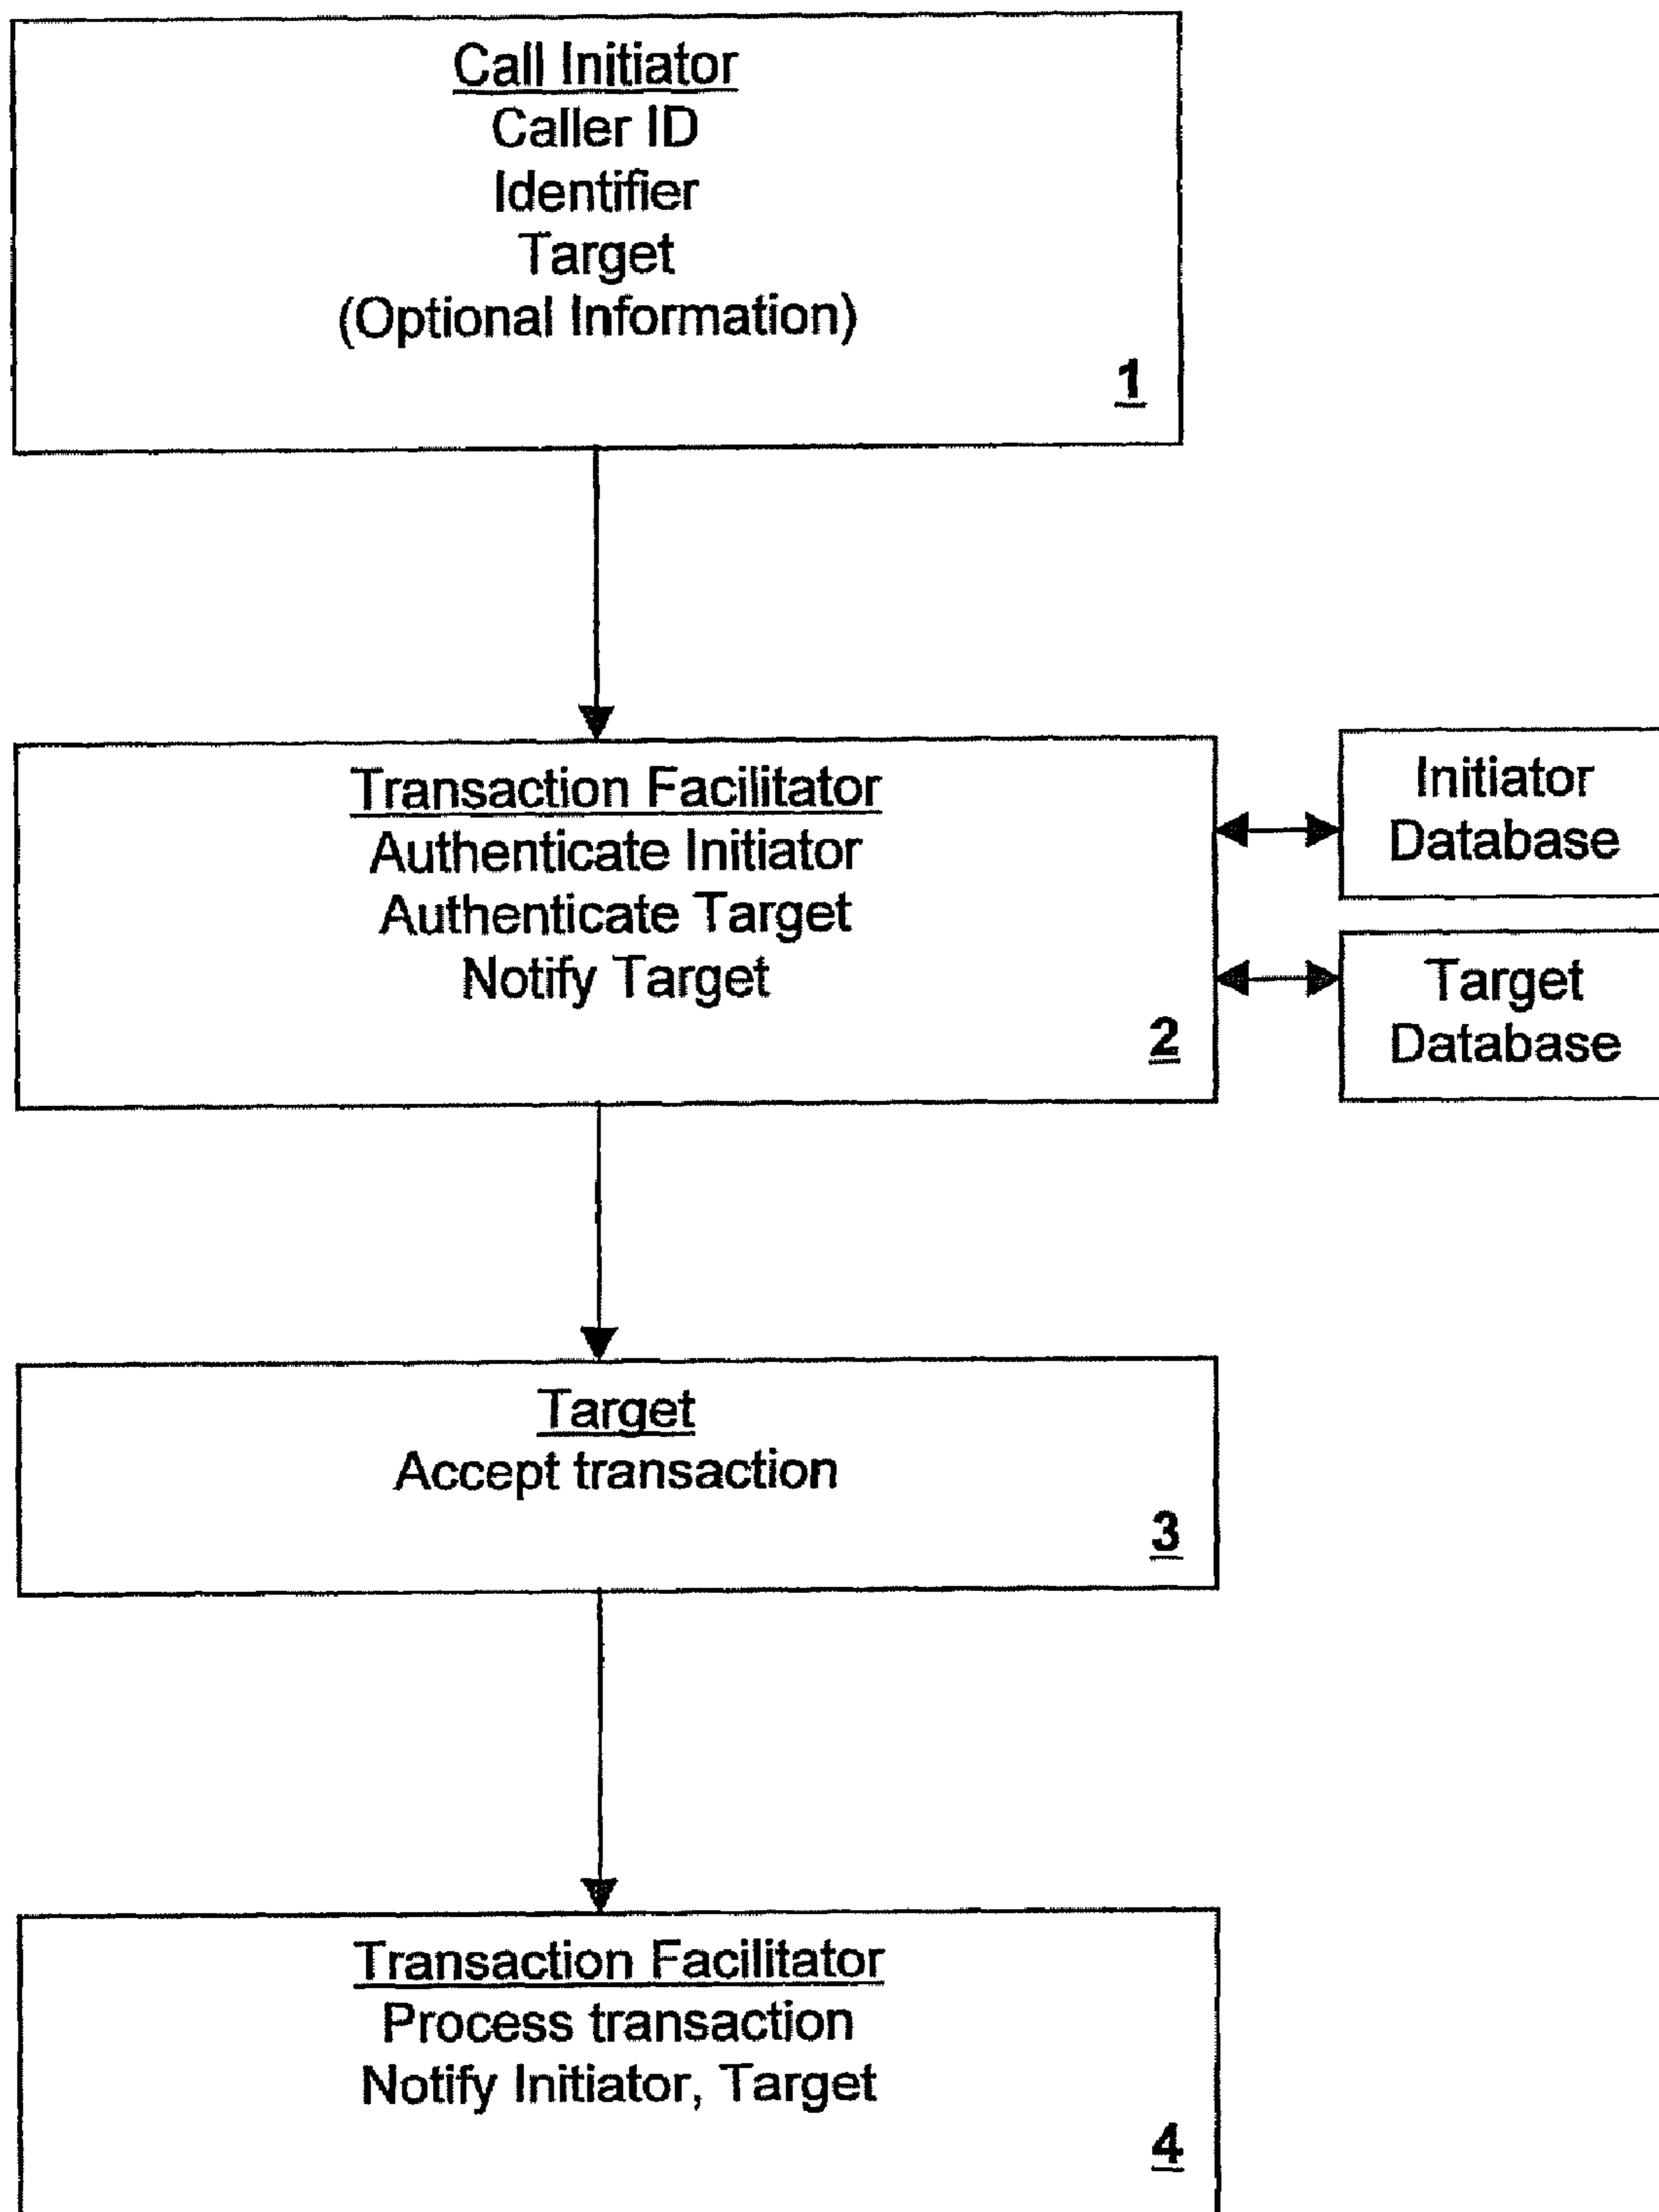 Call Initiator
Caller ID
Identifier
Target
(Optional Information)
1
Transaction Facilitator
Authenticate Initiator
Authenticate Target
Notify Target
2
Initiator
Database
Target
Database
Target
Accept transaction
3
Transaction Facilitator
Process transaction
Notify Initiator, Target
4